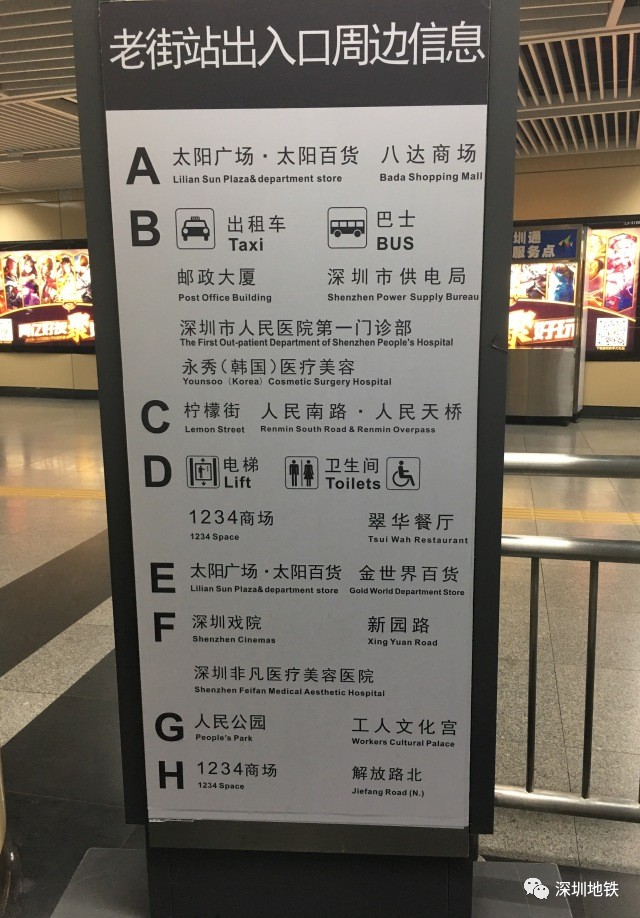 老街站出入口周边信息
A 太阳广场·太阳百货 八达商场
Lilian Sun Plaza&department store Bada Shopping Mall
B 出租车 巴士
Taxi BUS
邮政大厦 深圳市供电局
Post Office Building Shenzhen Power Supply Bureau
深圳市人民医院第一门诊部
The First Out-patient Department of Shenzhen People's Hospital
永秀(韩国)医疗美容
Younsoo (Korea) Cosmetic Surgery Hospital
C 柠檬街 人民南路·人民天桥
Lemon Street Renmin South Road & Renmin Overpass
D 电梯 卫生间
Lift Toilets
1234商场 翠华餐厅
1234 Space Tsui Wah Restaurant
E 太阳广场·太阳百货 金世界百货
Lilian Sun Plaza&department store Gold World Department Store
F 深圳戏院 新园路
Shenzhen Cinemas Xing Yuan Road
深圳非凡医疗美容医院
Shenzhen Feifan Medical Aesthetic Hospital
G 人民公园 工人文化宫
People's Park Workers Cultural Palace
H 1234商场 解放路北
1234 Space Jiefang Road (N.)
圳通
服务点
深圳地铁